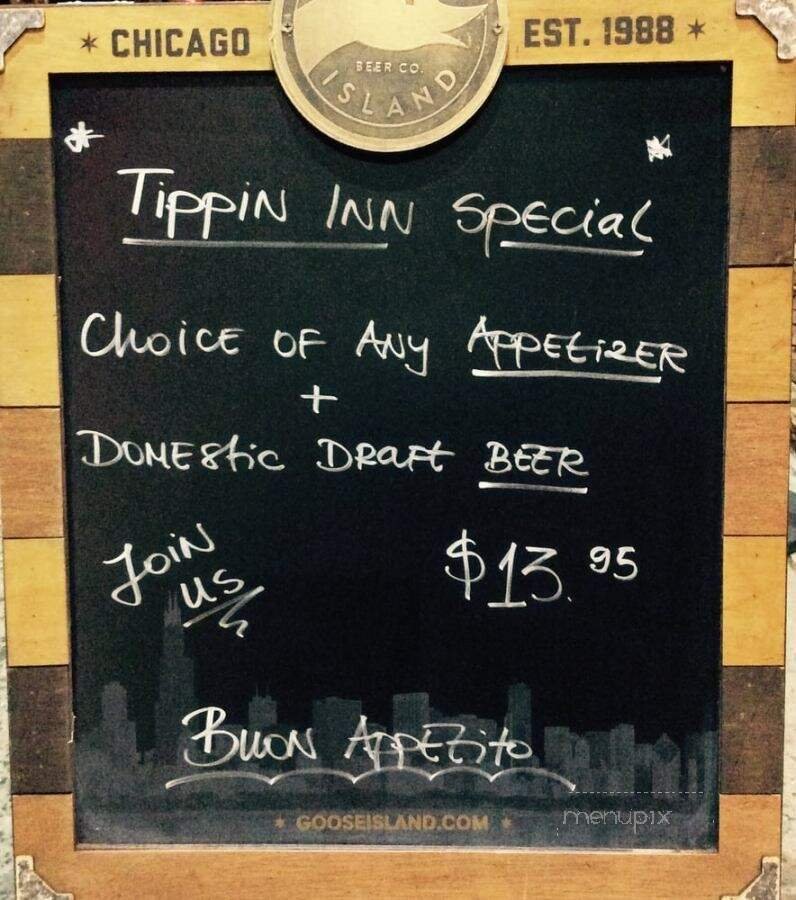 * CHICAGO
EST. 1988 *
BEER CO.
ISLAND
* *
TippiN INN SpEcial
CHOICE OF ANY APPEtizER
+
DOMEStic DRAFt BEER
JOiN
US
$13.95
BUON APPEtito
* GOOSEISLAND.COM *
menupix